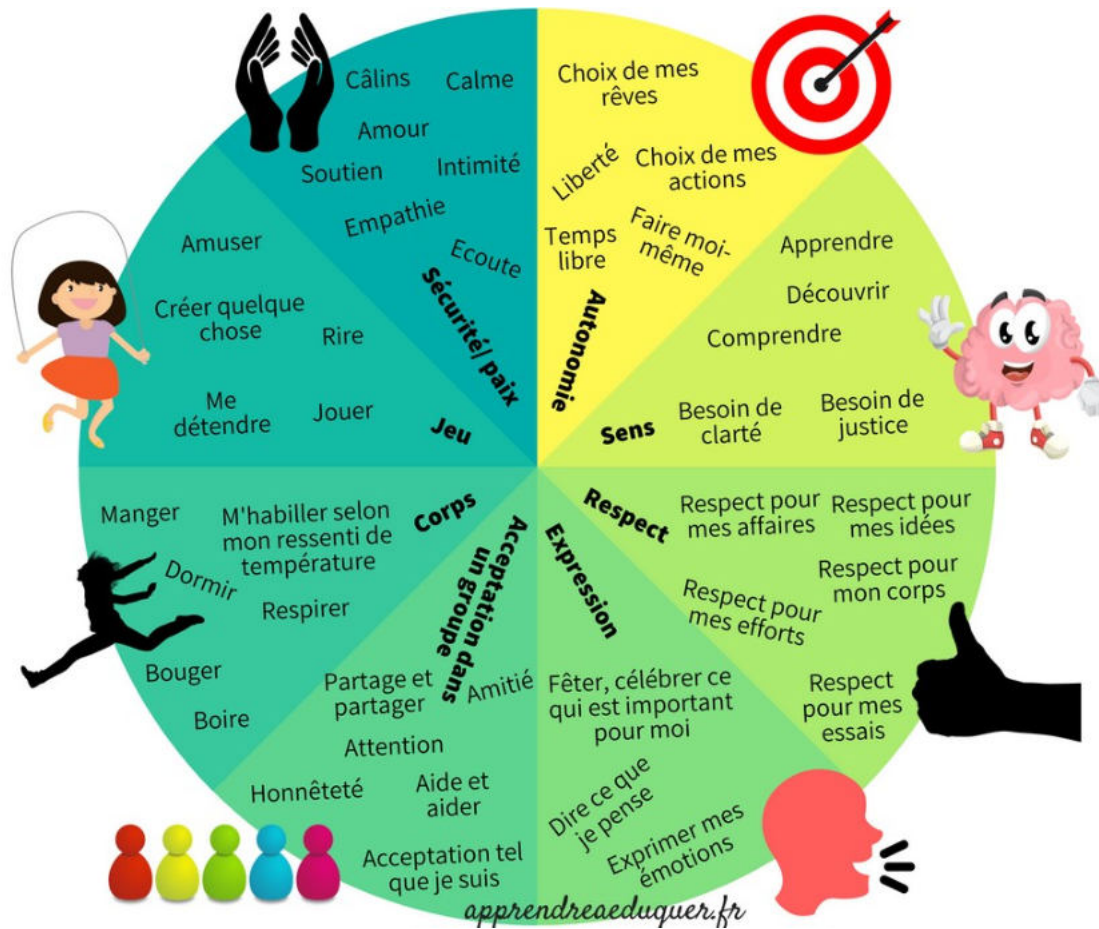 Câlins
Calme
Amour
Soutien
Intimité
Empathie
Ecoute
Sécurité/ paix
Choix de mes
rêves
Liberté
Choix de mes
actions
Temps
libre
Faire moi-
même
Autonomie
Apprendre
Découvrir
Comprendre
Besoin de
clarté
Besoin de
justice
Sens
Respect
Respect pour
mes affaires
Respect pour
mes idées
Respect pour
mon corps
Respect pour
mes efforts
Respect
pour mes
essais
Expression
Fêter, célébrer ce
qui est important
pour moi
Dire ce que
je pense
Exprimer mes
émotions
Acceptation dans
un groupe
Partage et
partager
Amitié
Attention
Honnêteté
Aide et
aider
Acceptation tel
que je suis
Corps
Manger
M'habiller selon
mon ressenti de
température
Dormir
Respirer
Bouger
Boire
Jeu
Amuser
Créer quelque
chose
Rire
Me
détendre
Jouer
apprendreaeduquer.fr